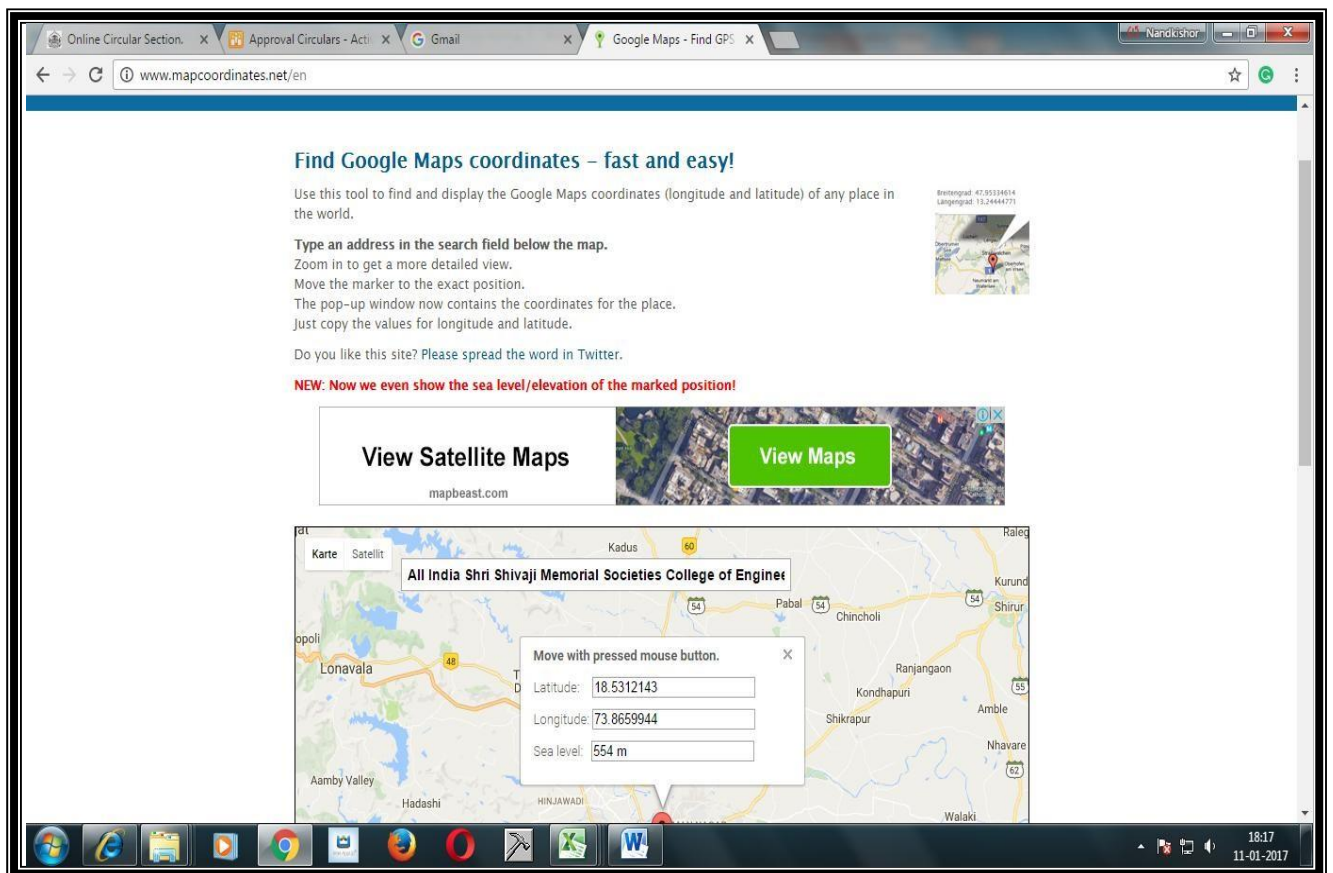 Online Circular Section.
Approval Circulars - Acti
Gmail
Google Maps - Find GPS
Nandkishor
www.mapcoordinates.net/en
Find Google Maps coordinates – fast and easy!
Use this tool to find and display the Google Maps coordinates (longitude and latitude) of any place in
the world.
Breitengrad: 47.95334614
Längengrad: 13.24444771
Type an address in the search field below the map.
Zoom in to get a more detailed view.
Move the marker to the exact position.
The pop-up window now contains the coordinates for the place.
Just copy the values for longitude and latitude.
Do you like this site? Please spread the word in Twitter.
NEW: Now we even show the sea level/elevation of the marked position!
View Satellite Maps
mapbeast.com
View Maps
Karte Satellit
Kadus
60
Raleg
All India Shri Shivaji Memorial Societies College of Enginee
Kurund
54
Pabal
54
Chincholi
54
Shirur
opoli
Lonavala
48
Move with pressed mouse button.
Latitude: 18.5312143
Longitude: 73.8659944
Sea level: 554 m
Ranjangaon
Kondhapuri
55
Amble
Shikrapur
Nhavare
62
Aamby Valley
Hadashi
HINJAWADI
Walaki
18:17
11-01-2017